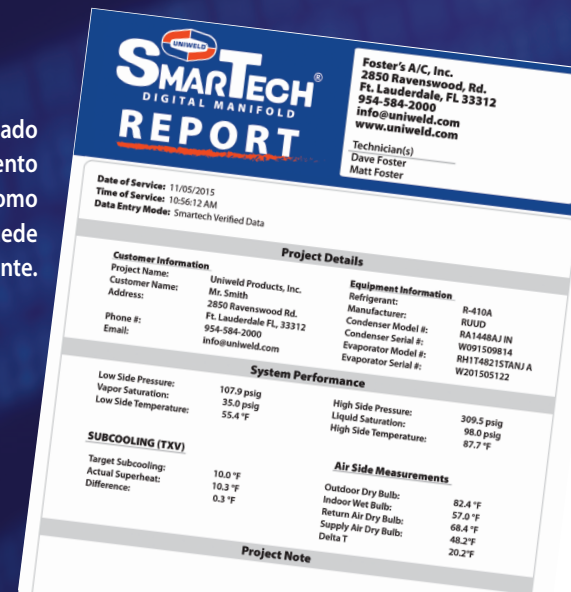 ado
ento
omo
ede
nte.
UNIWELD
SMARTECH®
DIGITAL MANIFOLD
REPORT
Foster's A/C, Inc.
2850 Ravenswood, Rd.
Ft. Lauderdale, FL 33312
954-584-2000
info@uniweld.com
www.uniweld.com
Technician(s)
Dave Foster
Matt Foster
Date of Service: 11/05/2015
Time of Service: 10:56:12 AM
Data Entry Mode: Smartech Verified Data
Project Details
Customer Information
Project Name: Uniweld Products, Inc.
Customer Name: Mr. Smith
Address: 2850 Ravenswood Rd.
Ft. Lauderdale FL, 33312
Phone #: 954-584-2000
Email: info@uniweld.com
Equipment Information
Refrigerant: R-410A
Manufacturer: RUUD
Condenser Model #: RA1448AJ IN
Condenser Serial #: W091509814
Evaporator Model #: RH1T4821STANJ A
Evaporator Serial #: W201505122
System Performance
Low Side Pressure: 107.9 psig
Vapor Saturation: 35.0 psig
Low Side Temperature: 55.4 °F
High Side Pressure: 309.5 psig
Liquid Saturation: 98.0 psig
High Side Temperature: 87.7 °F
SUBCOOLING (TXV)
Target Subcooling: 10.0 °F
Actual Superheat: 10.3 °F
Difference: 0.3 °F
Air Side Measurements
Outdoor Dry Bulb: 82.4 °F
Indoor Wet Bulb: 57.0 °F
Return Air Dry Bulb: 68.4 °F
Supply Air Dry Bulb: 48.2°F
Delta T 20.2°F
Project Note